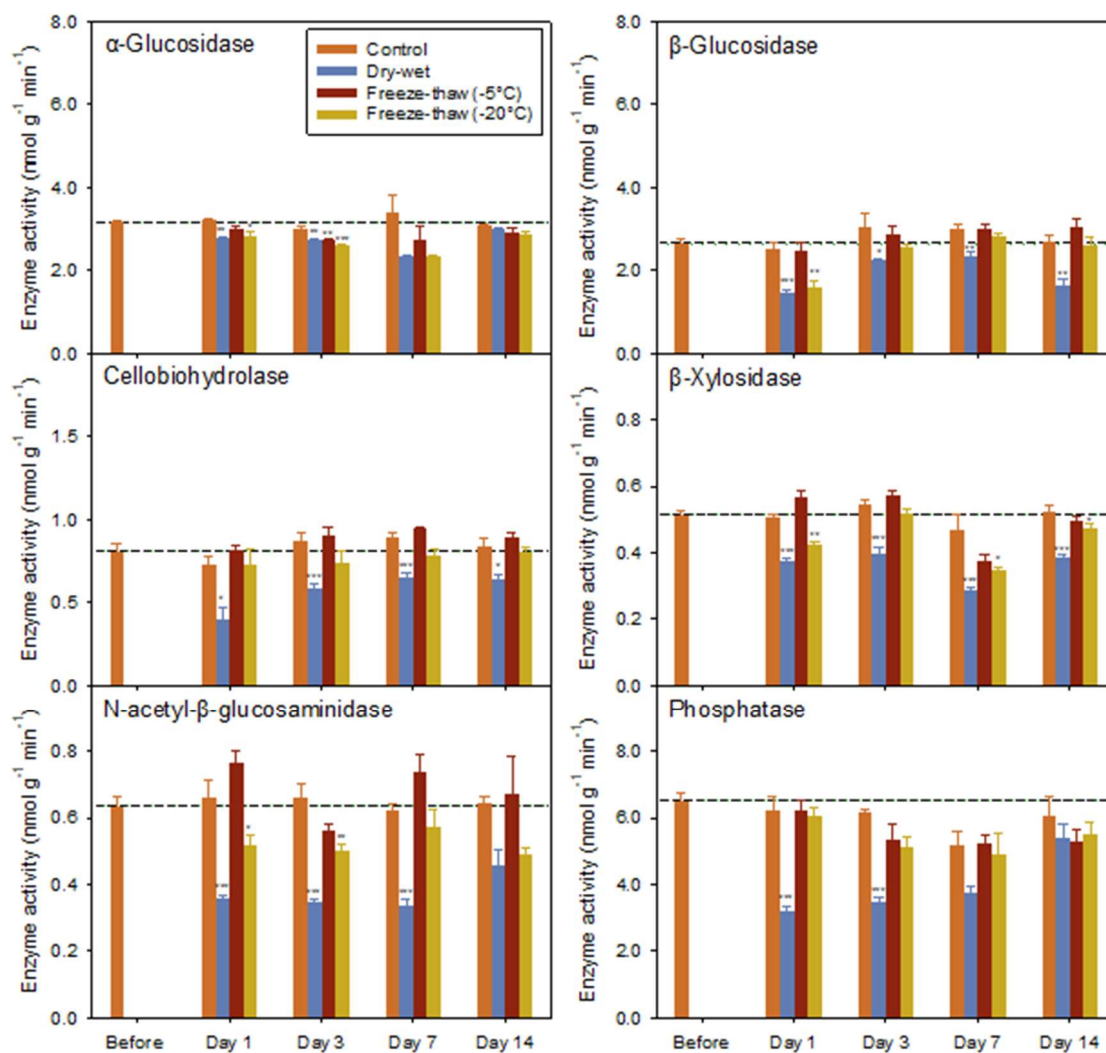 α-Glucosidase
Control
Dry-wet
Freeze-thaw (-5°C)
Freeze-thaw (-20°C)
Enzyme activity (nmol g⁻¹ min⁻¹)
8.0
6.0
4.0
2.0
0.0
** * ** ** ***
β-Glucosidase
Enzyme activity (nmol g⁻¹ min⁻¹)
8.0
6.0
4.0
2.0
0.0
*** ** * ** **
Cellobiohydrolase
Enzyme activity (nmol g⁻¹ min⁻¹)
1.5
1.0
0.5
0.0
* *** *** *
β-Xylosidase
Enzyme activity (nmol g⁻¹ min⁻¹)
0.8
0.6
0.4
0.2
0.0
*** ** *** *** * *** *
N-acetyl-β-glucosaminidase
Enzyme activity (nmol g⁻¹ min⁻¹)
0.8
0.6
0.4
0.2
0.0
*** * *** ** ***
Before Day 1 Day 3 Day 7 Day 14
Phosphatase
Enzyme activity (nmol g⁻¹ min⁻¹)
8.0
6.0
4.0
2.0
0.0
*** ***
Before Day 1 Day 3 Day 7 Day 14